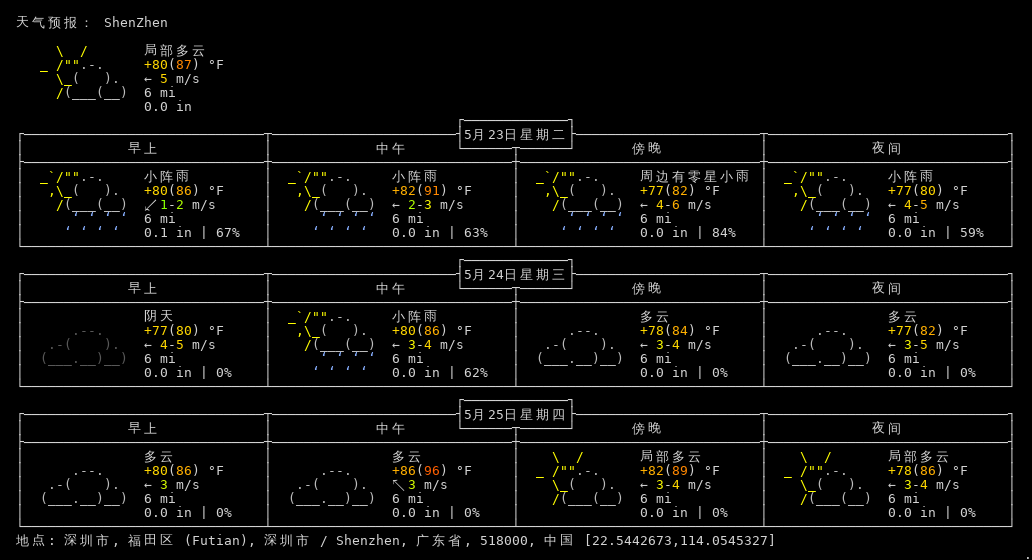 天气预报： ShenZhen
局部多云
+80(87) °F
← 5 m/s
6 mi
0.0 in
5月23日星期二
早上 中午 傍晚 夜间
小阵雨 小阵雨 周边有零星小雨 小阵雨
+80(86) °F +82(91) °F +77(82) °F +77(80) °F
↙ 1-2 m/s ← 2-3 m/s ← 4-6 m/s ← 4-5 m/s
6 mi 6 mi 6 mi 6 mi
0.1 in | 67% 0.0 in | 63% 0.0 in | 84% 0.0 in | 59%
5月24日星期三
早上 中午 傍晚 夜间
阴天 小阵雨 多云 多云
+77(80) °F +80(86) °F +78(84) °F +77(82) °F
← 4-5 m/s ← 3-4 m/s ← 3-4 m/s ← 3-5 m/s
6 mi 6 mi 6 mi 6 mi
0.0 in | 0% 0.0 in | 62% 0.0 in | 0% 0.0 in | 0%
5月25日星期四
早上 中午 傍晚 夜间
多云 多云 局部多云 局部多云
+80(86) °F +86(96) °F +82(89) °F +78(86) °F
← 3 m/s ↖ 3 m/s ← 3-4 m/s ← 3-4 m/s
6 mi 6 mi 6 mi 6 mi
0.0 in | 0% 0.0 in | 0% 0.0 in | 0% 0.0 in | 0%
地点: 深圳市, 福田区 (Futian), 深圳市 / Shenzhen, 广东省, 518000, 中国 [22.5442673,114.0545327]